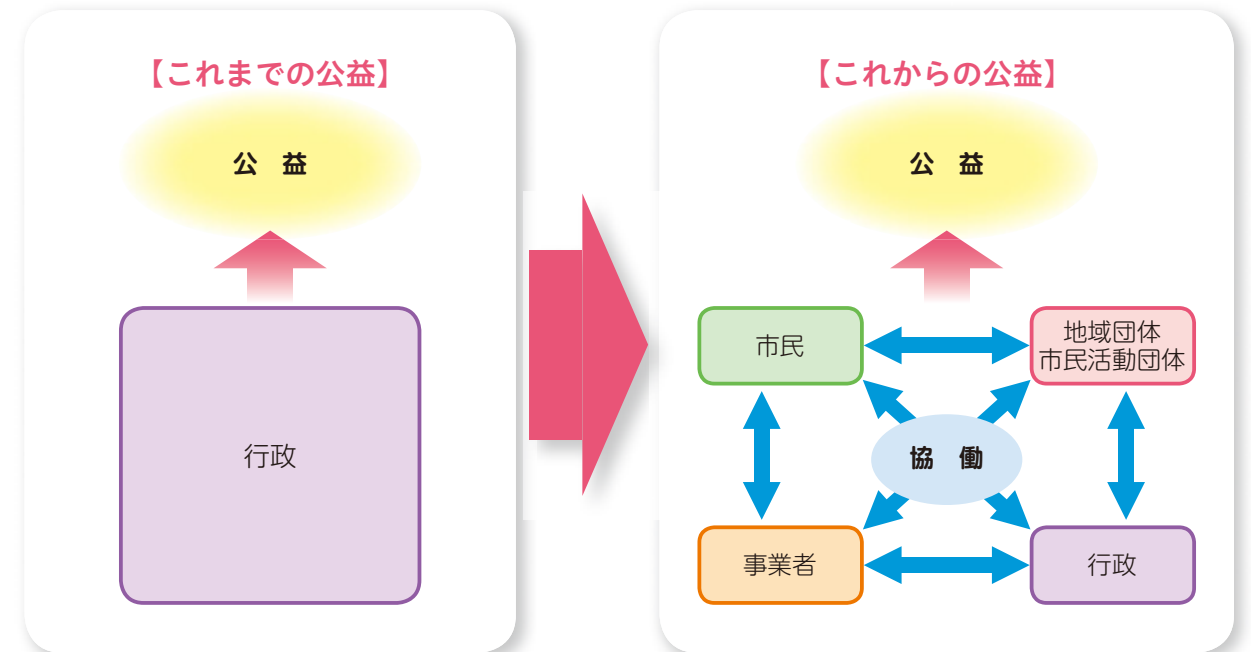 【これまでの公益】
公　益
行政
【これからの公益】
公　益
市民
地域団体
市民活動団体
協　働
事業者
行政